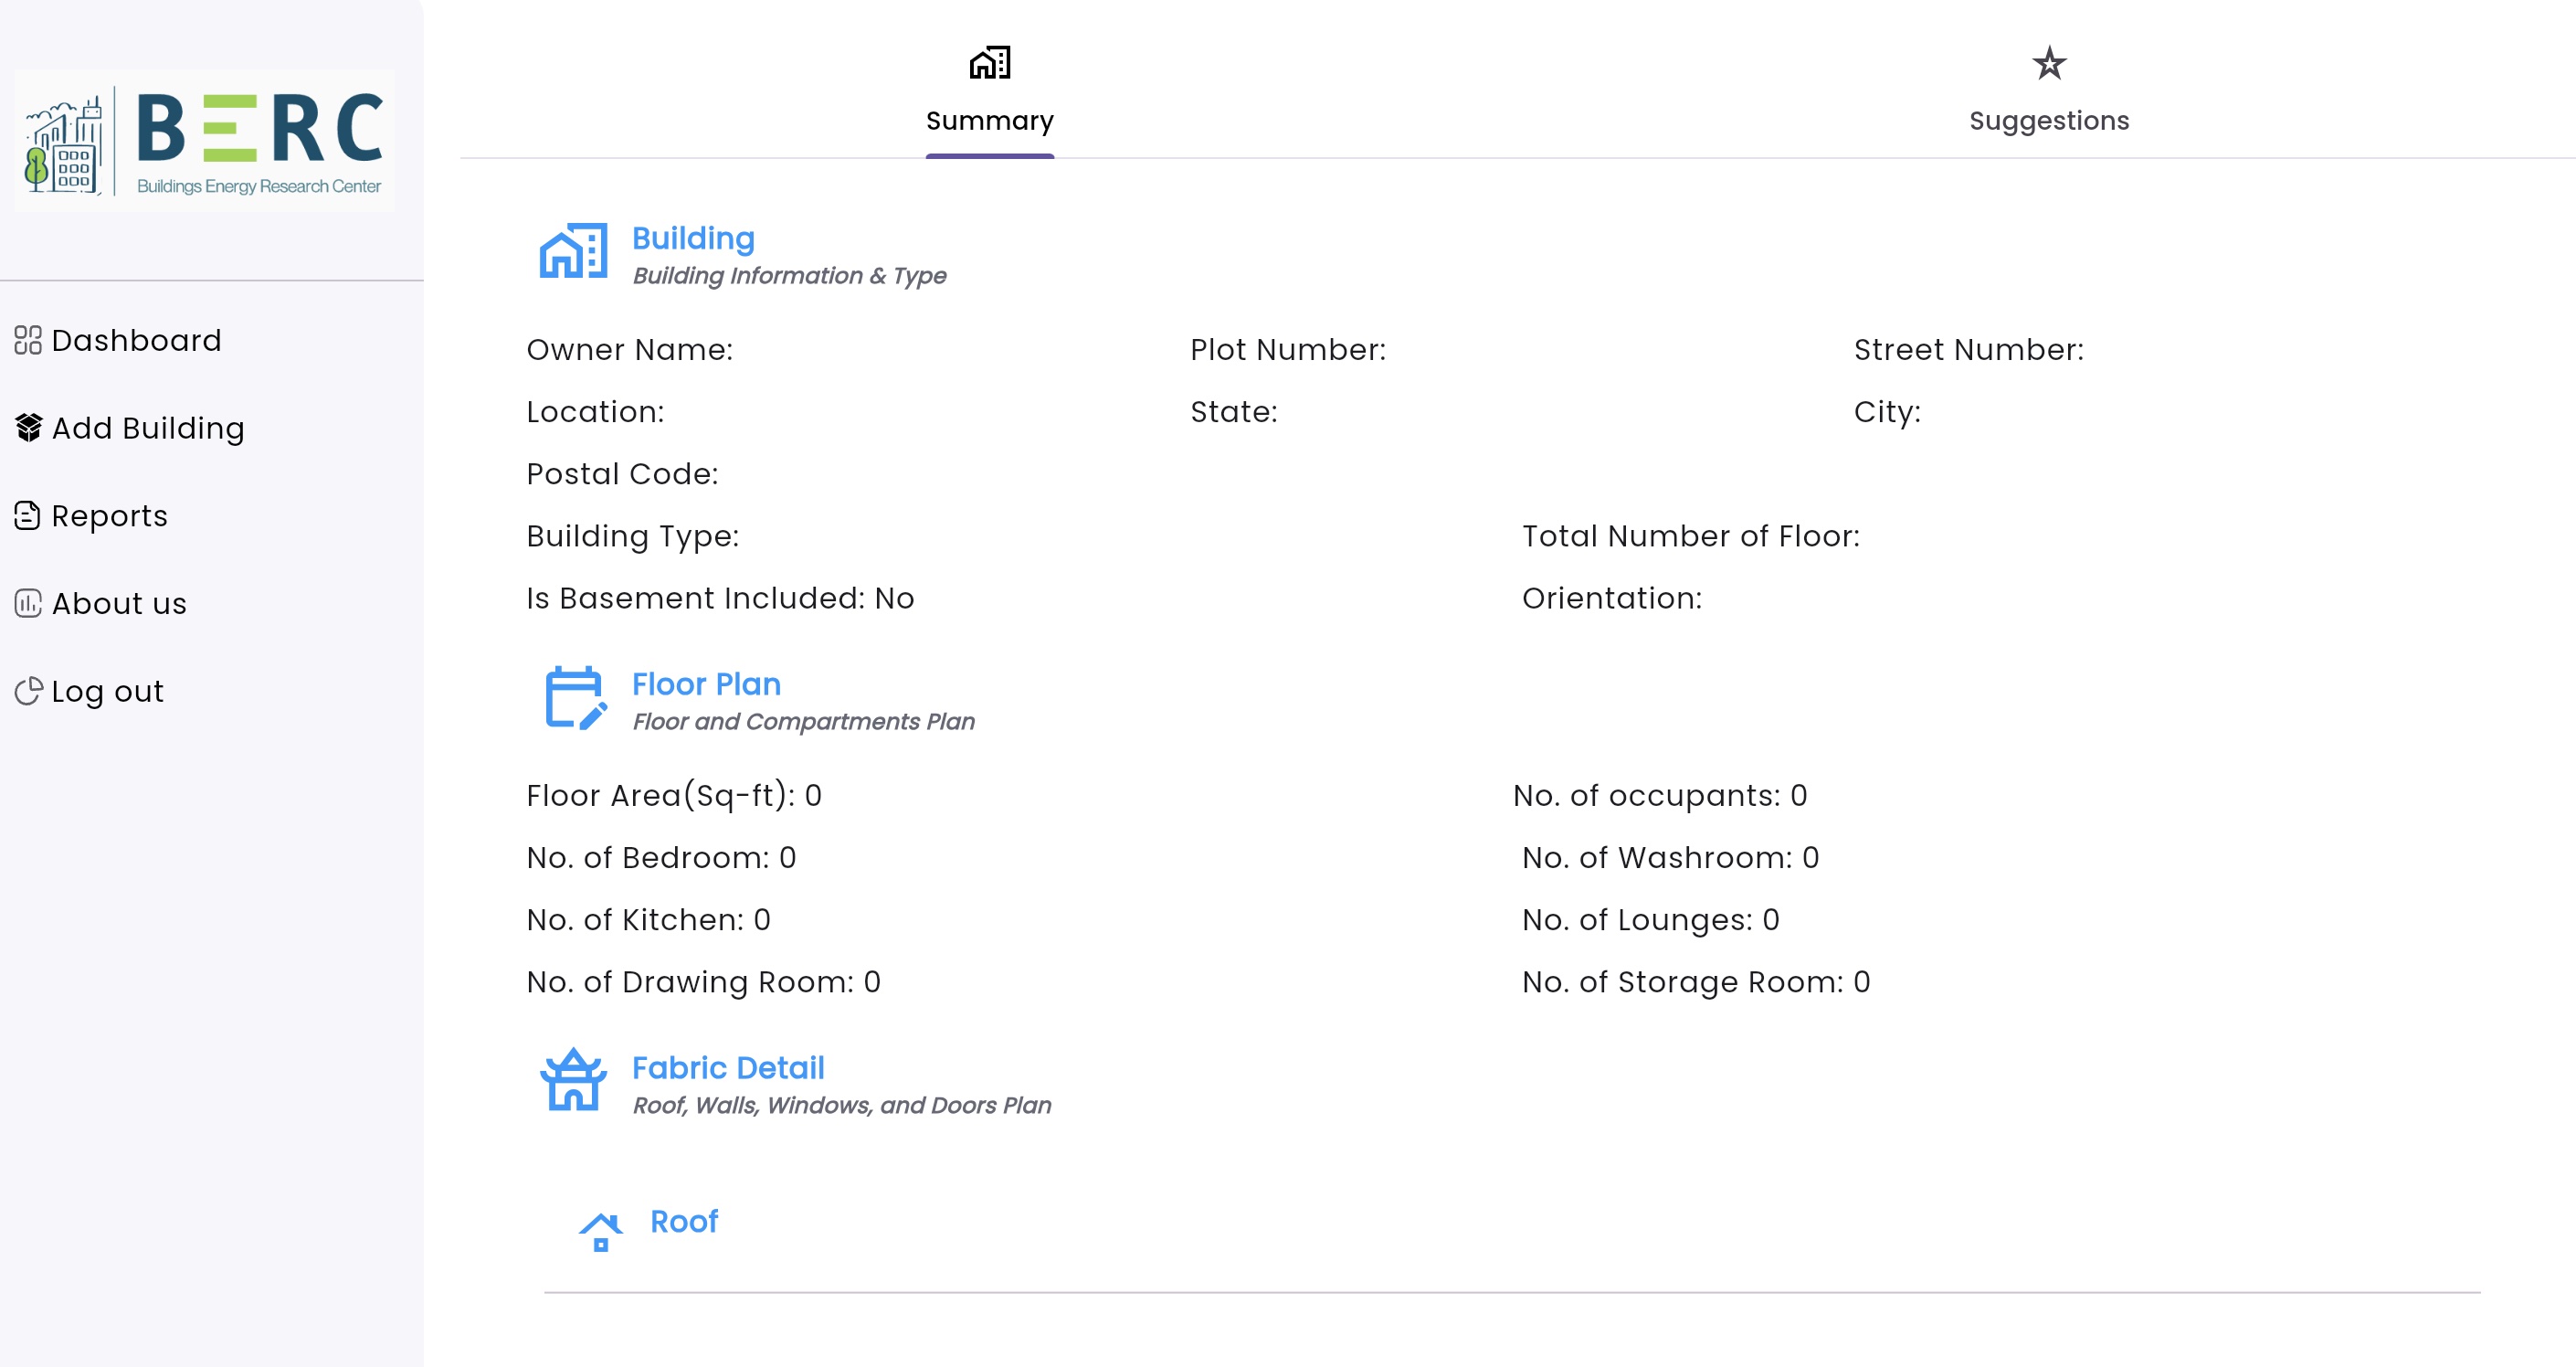 BERC
Buildings Energy Research Center
Dashboard
Add Building
Reports
About us
Log out
Summary
Suggestions
Building
Building Information & Type
Owner Name:
Plot Number:
Street Number:
Location:
State:
City:
Postal Code:
Building Type:
Total Number of Floor:
Is Basement Included: No
Orientation:
Floor Plan
Floor and Compartments Plan
Floor Area(Sq-ft): 0
No. of occupants: 0
No. of Bedroom: 0
No. of Washroom: 0
No. of Kitchen: 0
No. of Lounges: 0
No. of Drawing Room: 0
No. of Storage Room: 0
Fabric Detail
Roof, Walls, Windows, and Doors Plan
Roof